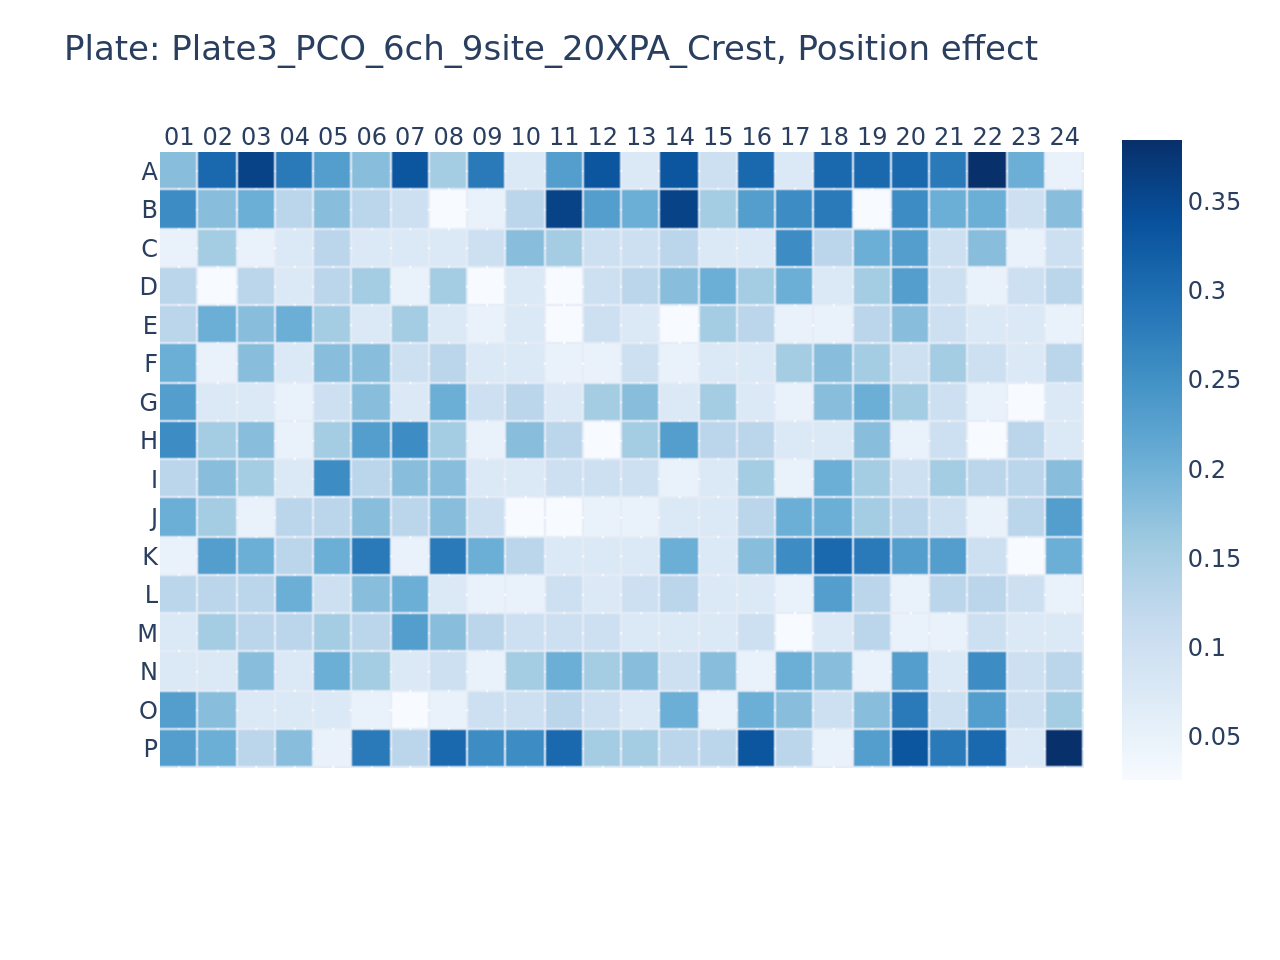 Plate: Plate3_PCO_6ch_9site_20XPA_Crest, Position effect
01 02 03 04 05 06 07 08 09 10 11 12 13 14 15 16 17 18 19 20 21 22 23 24
A
B
C
D
E
F
G
H
I
J
K
L
M
N
O
P
0.35
0.3
0.25
0.2
0.15
0.1
0.05